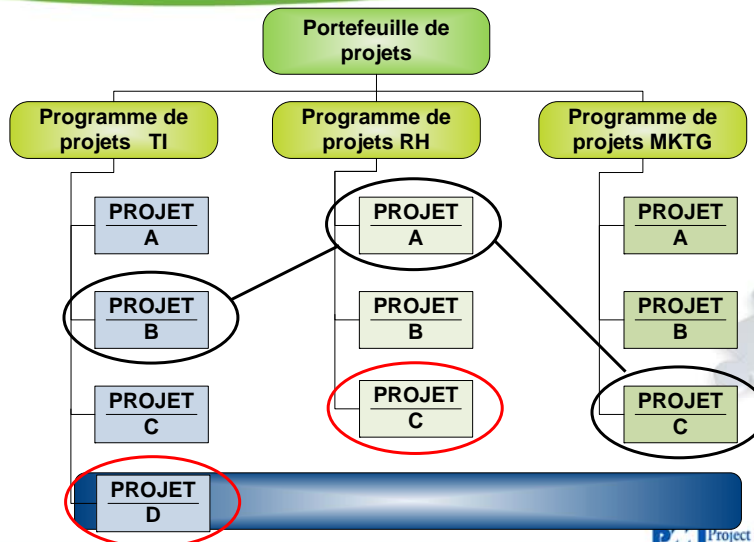 Portefeuille de
projets
Programme de
projets TI
Programme de
projets RH
Programme de
projets MKTG
PROJET
A
PROJET
B
PROJET
C
PROJET
D
PROJET
A
PROJET
B
PROJET
C
PROJET
A
PROJET
B
PROJET
C
Project